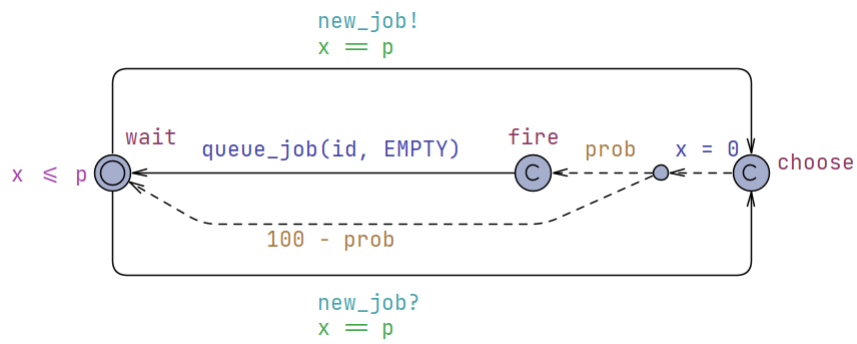 new_job!
x == p
wait
fire
queue_job(id, EMPTY)
prob
x = 0
x ≤ p
C
C
choose
100 - prob
new_job?
x == p